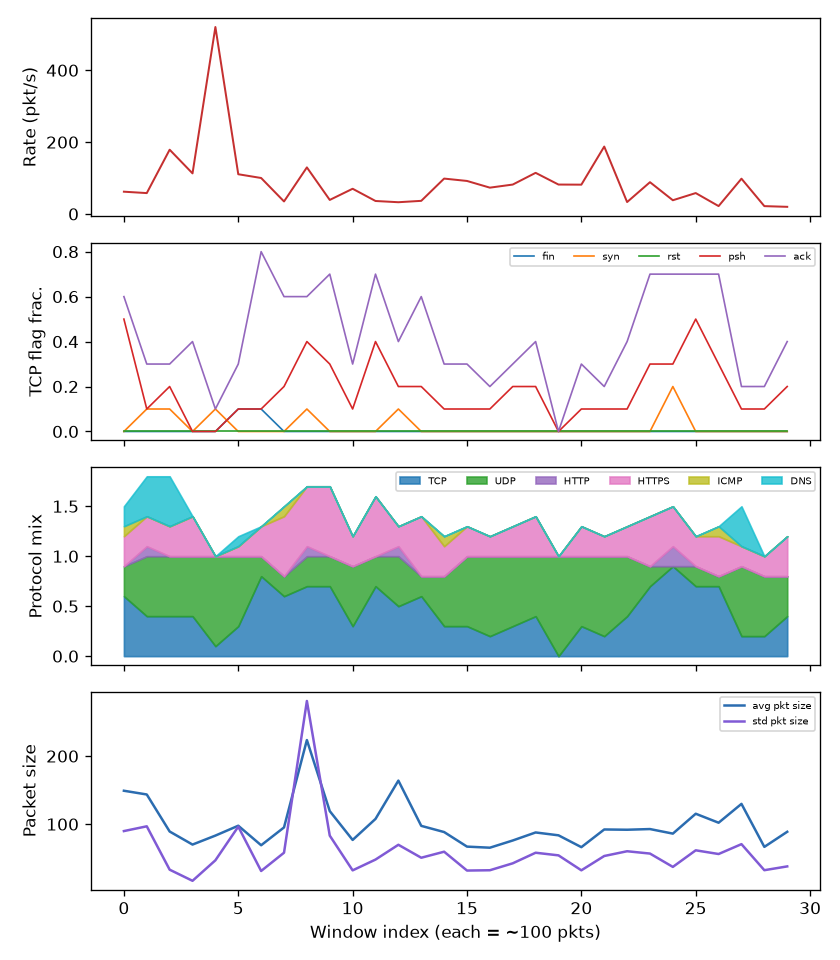 Rate (pkt/s)
400
200
0
TCP flag frac.
0.8
0.6
0.4
0.2
0.0
fin syn rst psh ack
Protocol mix
1.5
1.0
0.5
0.0
TCP UDP HTTP HTTPS ICMP DNS
Packet size
200
100
avg pkt size
std pkt size
0 5 10 15 20 25 30
Window index (each = ~100 pkts)